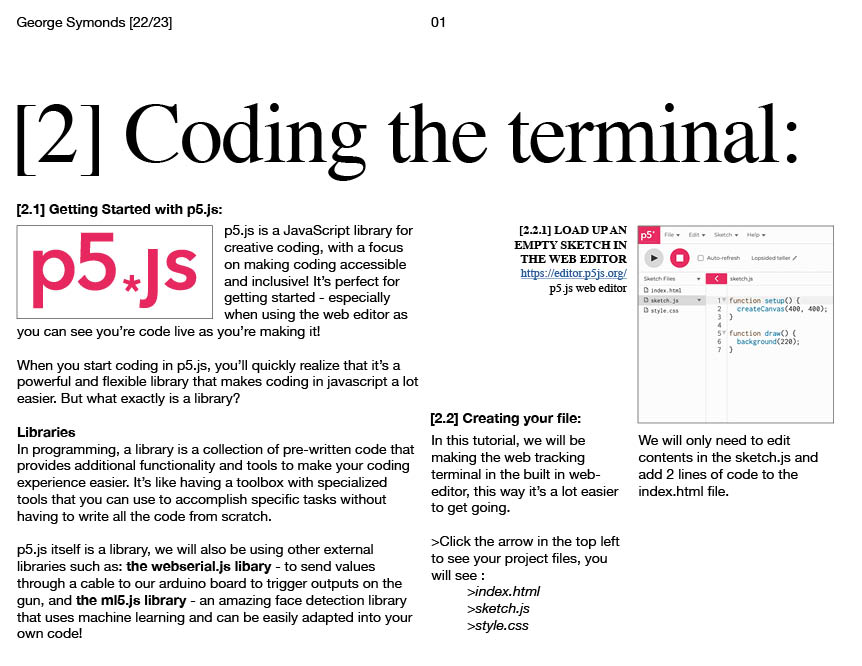 George Symonds [22/23]
01
[2] Coding the terminal:
[2.1] Getting Started with p5.js:
p5*js
p5.js is a JavaScript library for
creative coding, with a focus
on making coding accessible
and inclusive! It's perfect for
getting started - especially
when using the web editor as
you can see you're code live as you're making it!
When you start coding in p5.js, you'll quickly realize that it's a
powerful and flexible library that makes coding in javascript a lot
easier. But what exactly is a library?
Libraries
In programming, a library is a collection of pre-written code that
provides additional functionality and tools to make your coding
experience easier. It's like having a toolbox with specialized
tools that you can use to accomplish specific tasks without
having to write all the code from scratch.
p5.js itself is a library, we will also be using other external
libraries such as: the webserial.js libary - to send values
through a cable to our arduino board to trigger outputs on the
gun, and the ml5.js library - an amazing face detection library
that uses machine learning and can be easily adapted into your
own code!
[2.2.1] LOAD UP AN
EMPTY SKETCH IN
THE WEB EDITOR
https://editor.p5js.org/
p5.js web editor
p5*
File
Edit
Sketch
Help
Auto-refresh
Lopsided teller
Sketch Files
sketch.js
index.html
sketch.js
style.css
1 function setup() {
2 createCanvas(400, 400);
3 }
4
5 function draw() {
6 background(220);
7 }
[2.2] Creating your file:
In this tutorial, we will be
making the web tracking
terminal in the built in web-
editor, this way it's a lot easier
to get going.
>Click the arrow in the top left
to see your project files, you
will see :
>index.html
>sketch.js
>style.css
We will only need to edit
contents in the sketch.js and
add 2 lines of code to the
index.html file.